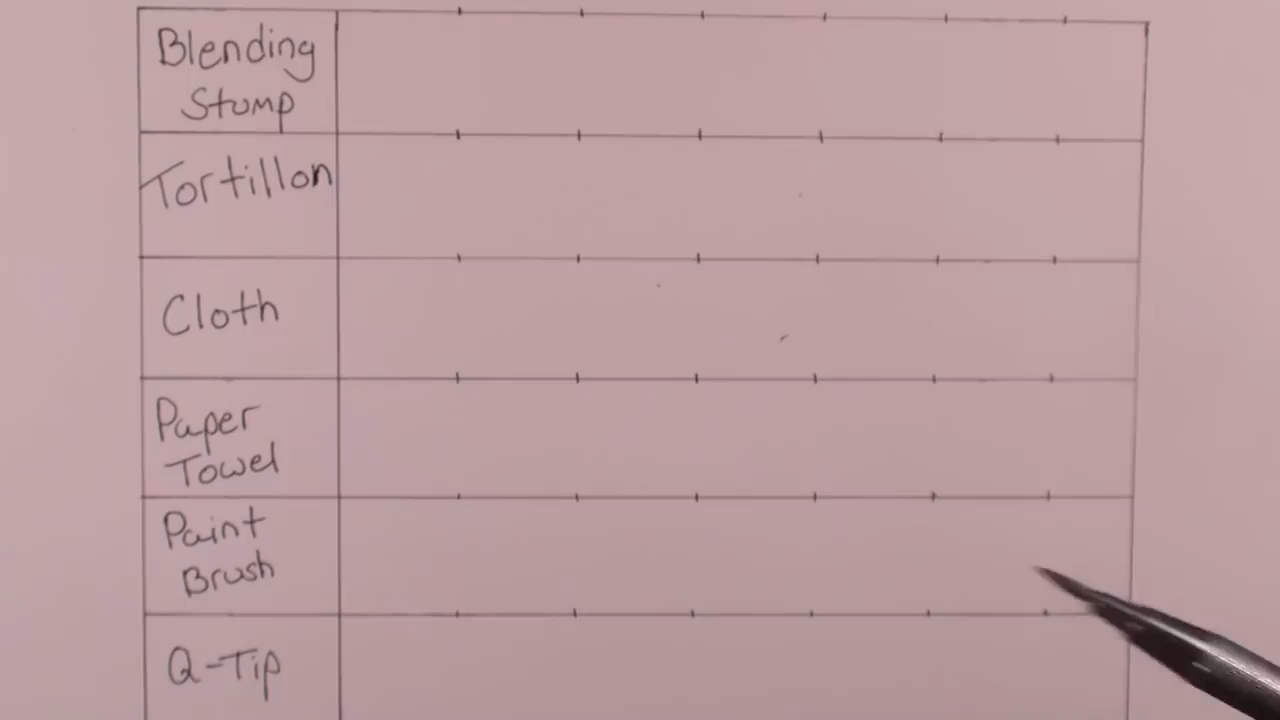 Blending
Stump
Tortillon
Cloth
Paper
Towel
Paint
Brush
Q-Tip